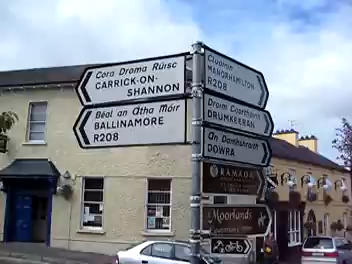 Cora Droma Rúisc
CARRICK-ON-
SHANNON
Béal an Átha Móir
BALLINAMORE
R208
Cluainín
MANORHAMILTON
R208
Droim Caorthainn
DRUMKEERAN
An Damhshraith
DOWRA
RAMADA
Moorlands